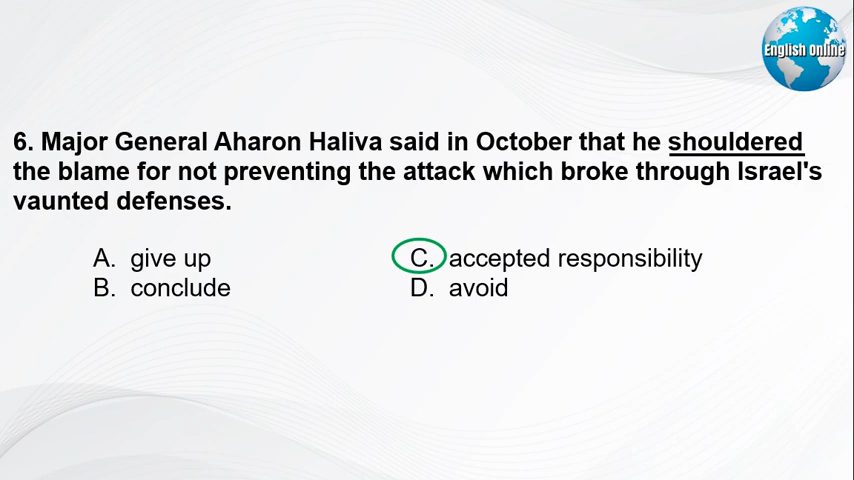 English Online
6. Major General Aharon Haliva said in October that he shouldered
the blame for not preventing the attack which broke through Israel's
vaunted defenses.
A. give up
B. conclude
C. accepted responsibility
D. avoid